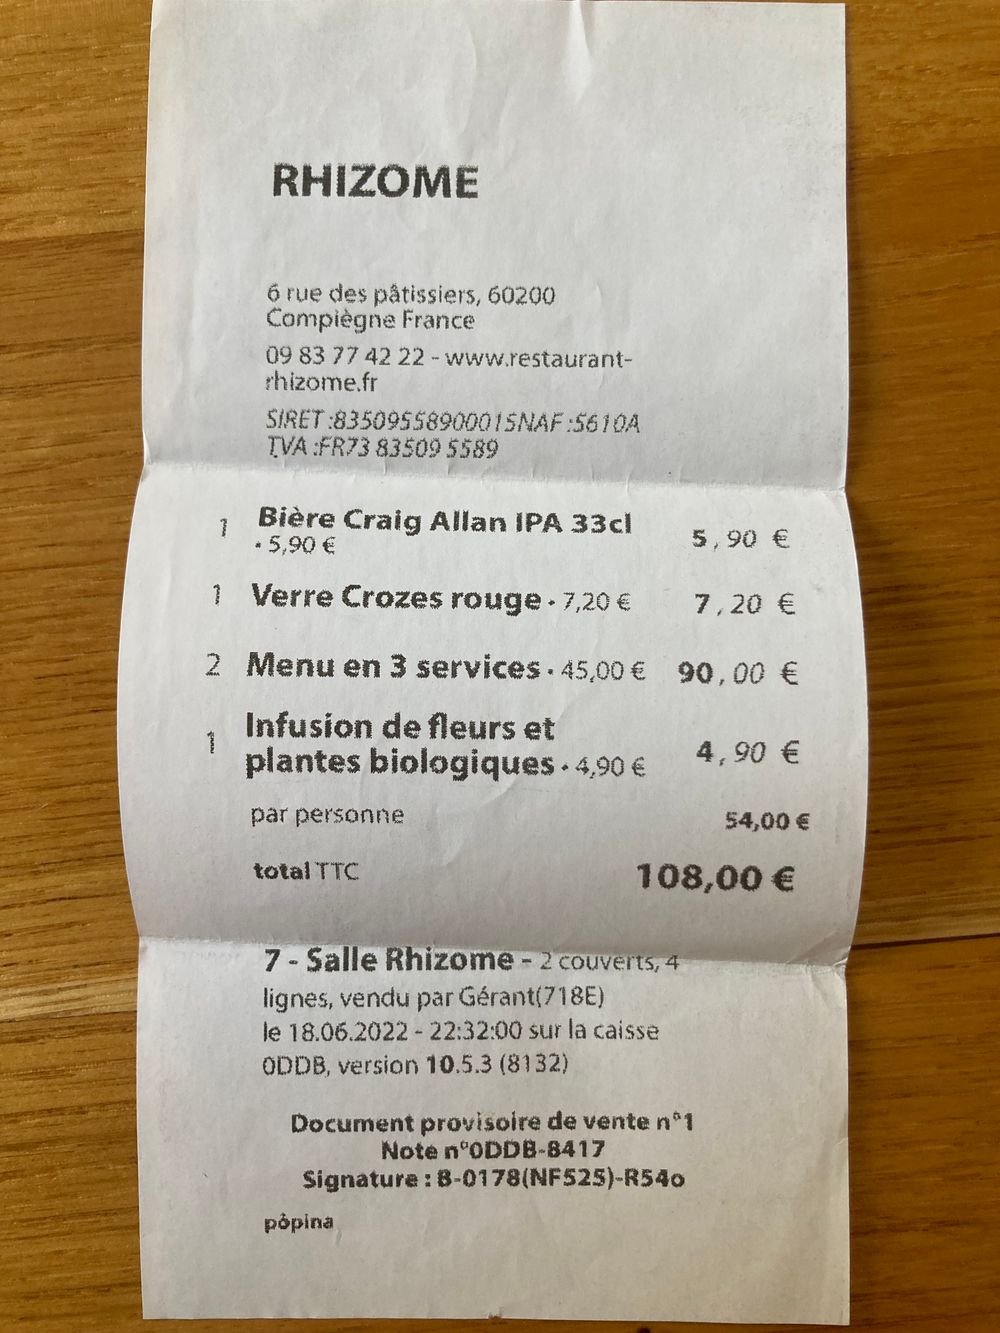 RHIZOME
6 rue des pâtissiers, 60200
Compiègne France
09 83 77 42 22 - www.restaurant-
rhizome.fr
SIRET :83509558900015NAF :5610A
TVA :FR73 83509 5589
1 Bière Craig Allan IPA 33cl 5,90 €
• 5,90 €
1 Verre Crozes rouge • 7,20 € 7,20 €
2 Menu en 3 services • 45,00 € 90,00 €
1 Infusion de fleurs et
plantes biologiques • 4,90 € 4,90 €
par personne 54,00 €
total TTC 108,00 €
7 - Salle Rhizome - 2 couverts, 4
lignes, vendu par Gérant(718E)
le 18.06.2022 - 22:32:00 sur la caisse
0DDB, version 10.5.3 (8132)
Document provisoire de vente n°1
Note n°0DDB-8417
Signature : B-0178(NF525)-R54o
pòpina